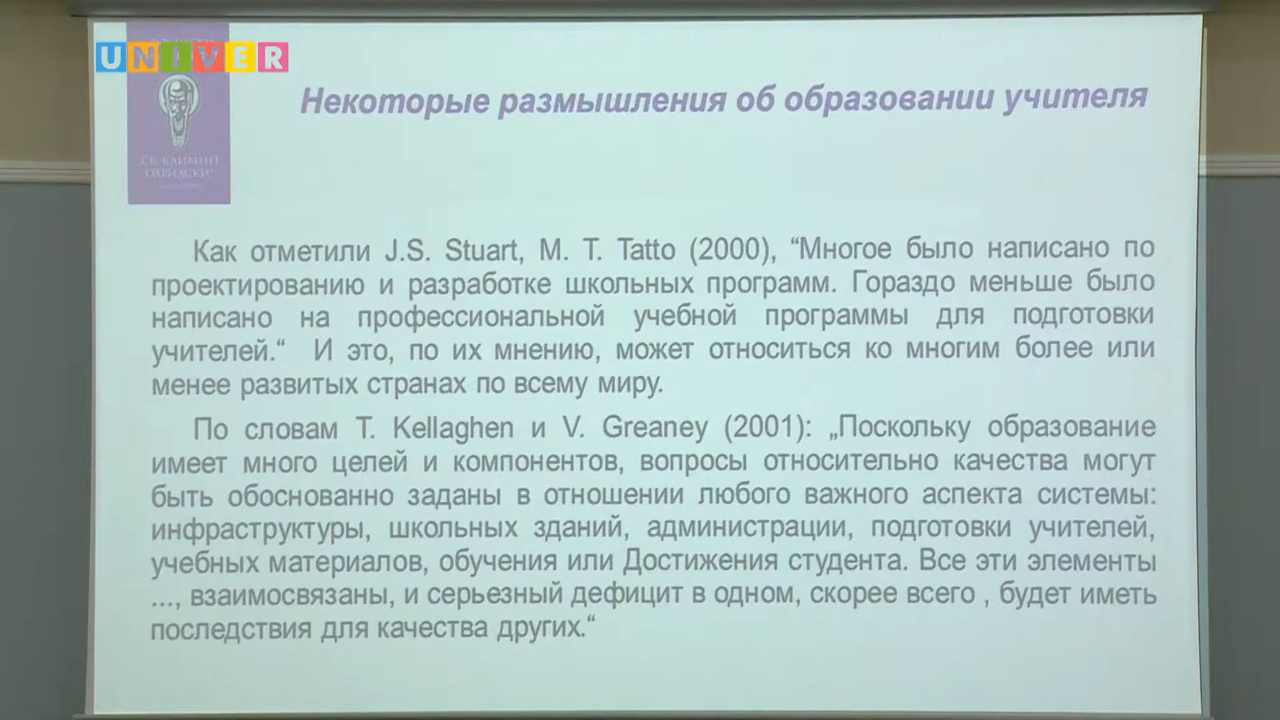 UNIVER
СВ. КЛИМЕНТ
ОХРИДСКИ“
Некоторые размышления об образовании учителя
Как отметили J.S. Stuart, M. T. Tatto (2000), “Многое было написано по
проектированию и разработке школьных программ. Гораздо меньше было
написано на профессиональной учебной программы для подготовки
учителей.“ И это, по их мнению, может относиться ко многим более или
менее развитых странах по всему миру.
По словам T. Kellaghen и V. Greaney (2001): „Поскольку образование
имеет много целей и компонентов, вопросы относительно качества могут
быть обоснованно заданы в отношении любого важного аспекта системы:
инфраструктуры, школьных зданий, администрации, подготовки учителей,
учебных материалов, обучения или Достижения студента. Все эти элементы
..., взаимосвязаны, и серьезный дефицит в одном, скорее всего , будет иметь
последствия для качества других.“